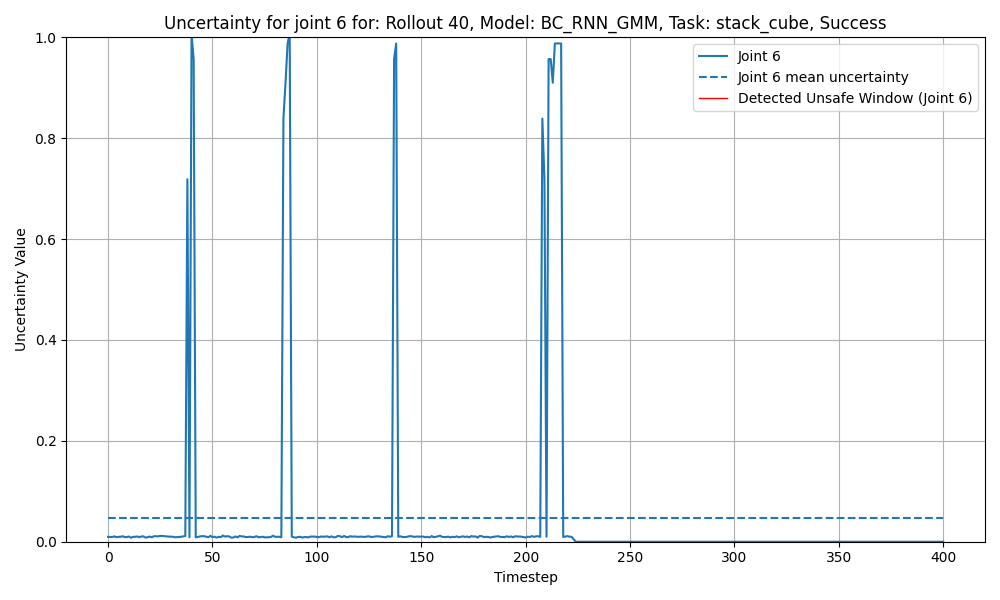 Uncertainty for joint 6 for: Rollout 40, Model: BC_RNN_GMM, Task: stack_cube, Success
Joint 6
Joint 6 mean uncertainty
Detected Unsafe Window (Joint 6)
Uncertainty Value
1.0
0.8
0.6
0.4
0.2
0.0
0 50 100 150 200 250 300 350 400
Timestep